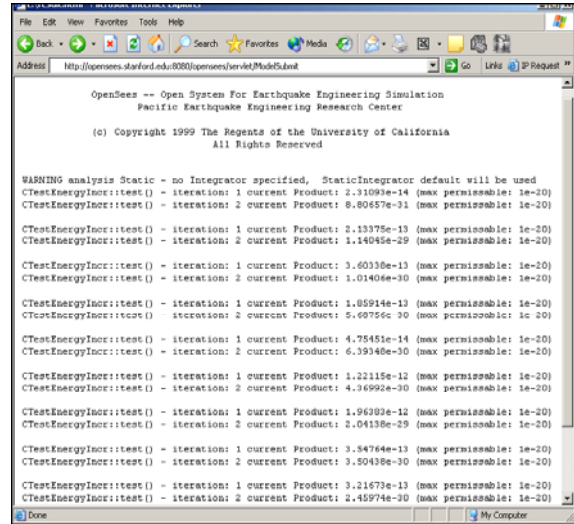 File Edit View Favorites Tools Help
Back Search Favorites Media
Address http://opensees.stanford.edu:8080/opensees/servlet/ModelSubmit Go Links IP Request »
OpenSees -- Open System For Earthquake Engineering Simulation
Pacific Earthquake Engineering Research Center
(c) Copyright 1999 The Regents of the University of California
All Rights Reserved
WARNING analysis Static - no Integrator specified, StaticIntegrator default will be used
CTestEnergyIncr::test() - iteration: 1 current Product: 2.31093e-14 (max permissable: 1e-20)
CTestEnergyIncr::test() - iteration: 2 current Product: 8.80657e-31 (max permissable: 1e-20)
CTestEnergyIncr::test() - iteration: 1 current Product: 2.13375e-13 (max permissable: 1e-20)
CTestEnergyIncr::test() - iteration: 2 current Product: 1.14045e-29 (max permissable: 1e-20)
CTestEnergyIncr::test() - iteration: 1 current Product: 3.60338e-13 (max permissable: 1e-20)
CTestEnergyIncr::test() - iteration: 2 current Product: 1.01406e-30 (max permissable: 1e-20)
CTestEnergyIncr::test() - iteration: 1 current Product: 1.85914e-13 (max permissable: 1e-20)
CTestEnergyIncr::test() - iteration: 2 current Product: 5.68756e-30 (max permissable: 1e-20)
CTestEnergyIncr::test() - iteration: 1 current Product: 4.75451e-14 (max permissable: 1e-20)
CTestEnergyIncr::test() - iteration: 2 current Product: 6.39348e-30 (max permissable: 1e-20)
CTestEnergyIncr::test() - iteration: 1 current Product: 1.22115e-12 (max permissable: 1e-20)
CTestEnergyIncr::test() - iteration: 2 current Product: 4.36992e-30 (max permissable: 1e-20)
CTestEnergyIncr::test() - iteration: 1 current Product: 1.96383e-12 (max permissable: 1e-20)
CTestEnergyIncr::test() - iteration: 2 current Product: 2.04138e-29 (max permissable: 1e-20)
CTestEnergyIncr::test() - iteration: 1 current Product: 3.54764e-13 (max permissable: 1e-20)
CTestEnergyIncr::test() - iteration: 2 current Product: 3.50438e-30 (max permissable: 1e-20)
CTestEnergyIncr::test() - iteration: 1 current Product: 3.21673e-13 (max permissable: 1e-20)
CTestEnergyIncr::test() - iteration: 2 current Product: 2.45974e-30 (max permissable: 1e-20)
Done My Computer